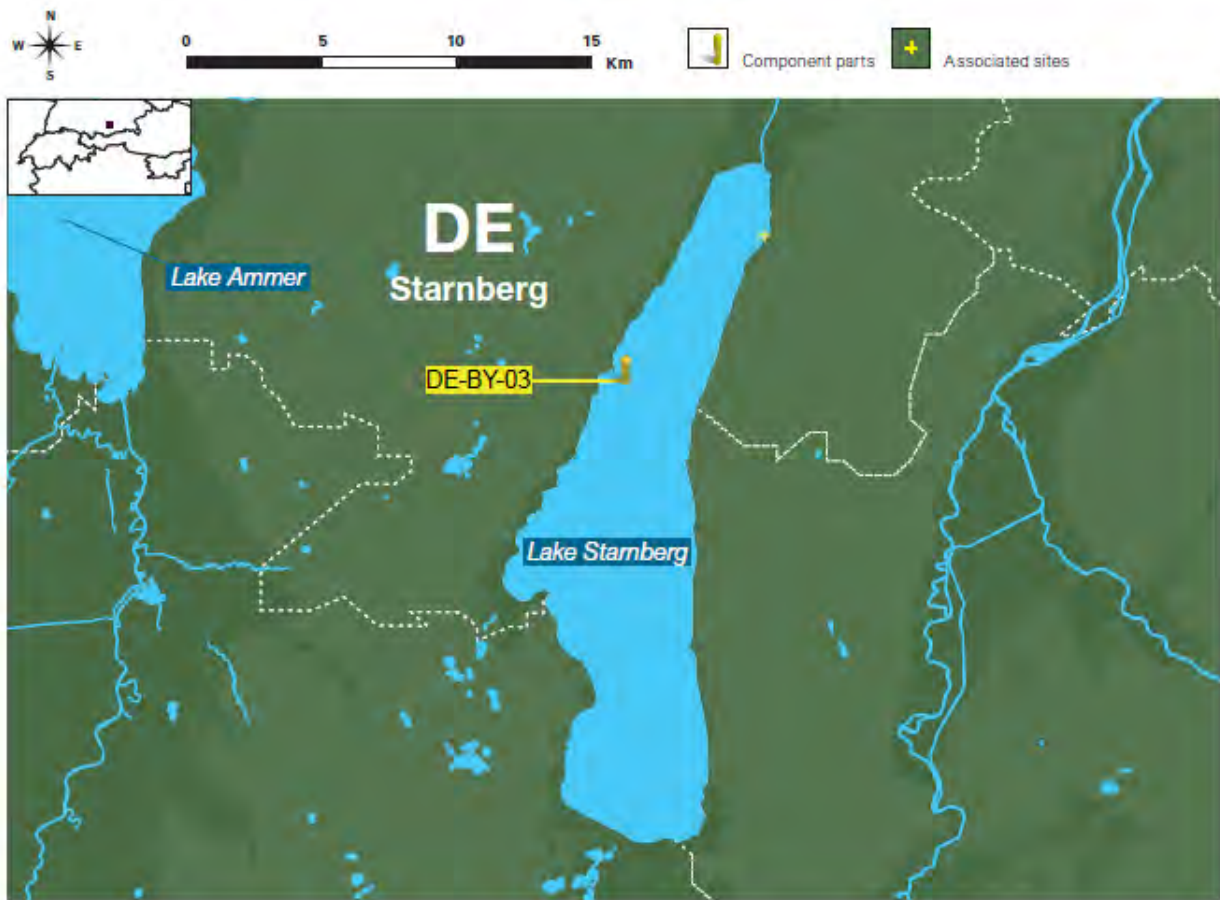 N
W E
S
0 5 10 15
Km
Component parts
Associated sites
DE
Starnberg
Lake Ammer
DE-BY-03
Lake Starnberg